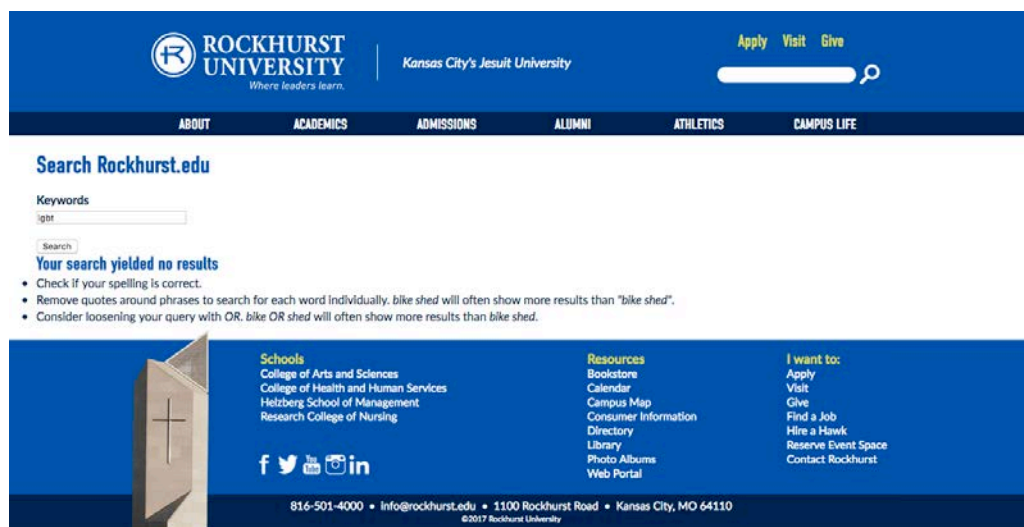 ROCKHURST
UNIVERSITY
Where leaders learn.
Kansas City's Jesuit University
Apply Visit Give
ABOUT ACADEMICS ADMISSIONS ALUMNI ATHLETICS CAMPUS LIFE
Search Rockhurst.edu
Keywords
lgbt
Search
Your search yielded no results
• Check if your spelling is correct.
• Remove quotes around phrases to search for each word individually. bike shed will often show more results than "bike shed".
• Consider loosening your query with OR. bike OR shed will often show more results than bike shed.
Schools
College of Arts and Sciences
College of Health and Human Services
Helzberg School of Management
Research College of Nursing
Resources
Bookstore
Calendar
Campus Map
Consumer Information
Directory
Library
Photo Albums
Web Portal
I want to:
Apply
Visit
Give
Find a Job
Hire a Hawk
Reserve Event Space
Contact Rockhurst
f You Tube in
816-501-4000 • info@rockhurst.edu • 1100 Rockhurst Road • Kansas City, MO 64110
©2017 Rockhurst University